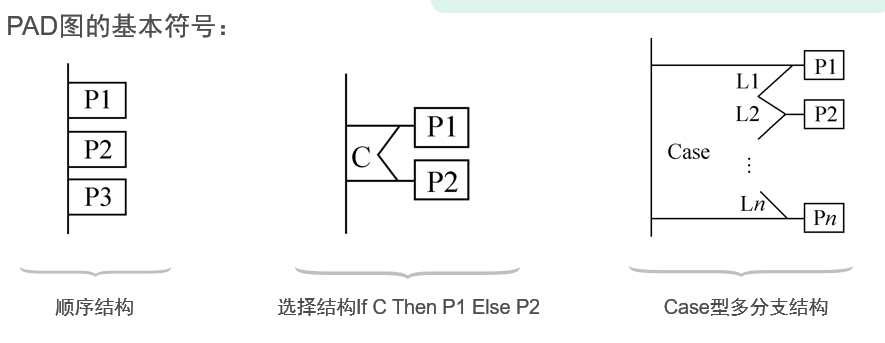 PAD图的基本符号：
P1
P2
P3
C
P1
P2
Case
L1
L2
⋮
Ln
P1
P2
Pn
顺序结构
选择结构If C Then P1 Else P2
Case型多分支结构